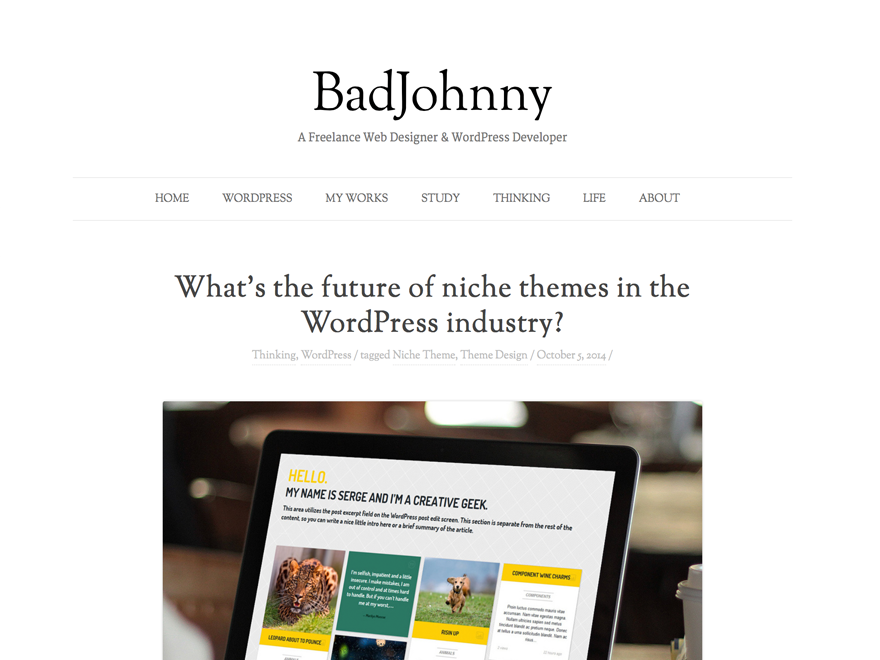 BadJohnny
A Freelance Web Designer & WordPress Developer
HOME WORDPRESS MY WORKS STUDY THINKING LIFE ABOUT
What's the future of niche themes in the
WordPress industry?
Thinking, WordPress / tagged Niche Theme, Theme Design / October 5, 2014 /
HELLO.
MY NAME IS SERGE AND I'M A CREATIVE GEEK.
This area utilizes the post excerpt field on the WordPress post edit screen. This section is separate from the rest of the
content, so you can write a nice little intro here or a brief summary of the article.
I'm selfish, impatient and a little
insecure. I make mistakes, I am
out of control and at times hard
to handle. But if you can't handle
me at my worst....
LEOPARD ABOUT TO POUNCE
ANIMALS
RISIN UP
ANIMALS
COMPONENT WINE CHARMS
COMPONENTS